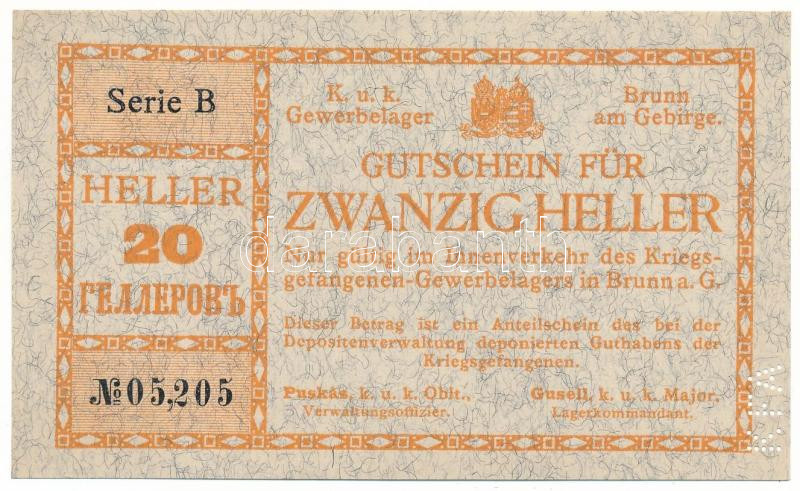 Serie B
HELLER
20
ГЕЛЛЕРОВЪ
№ 05,205
K. u. k.
Gewerbelager
Brunn
am Gebirge.
GUTSCHEIN FÜR
ZWANZIG HELLER
Nur gültig im Innenverkehr des Kriegs-
gefangenen-Gewerbelagers in Brunn a. G.
Dieser Betrag ist ein Anteilschein des bei der
Depositenverwaltung deponierten Guthabens der
Kriegsgefangenen.
Puskás, k. u. k. Oblt.,
Verwaltungsoffizier.
Gusell, k. u. k. Major,
Lagerkommandant.
darabanth.com